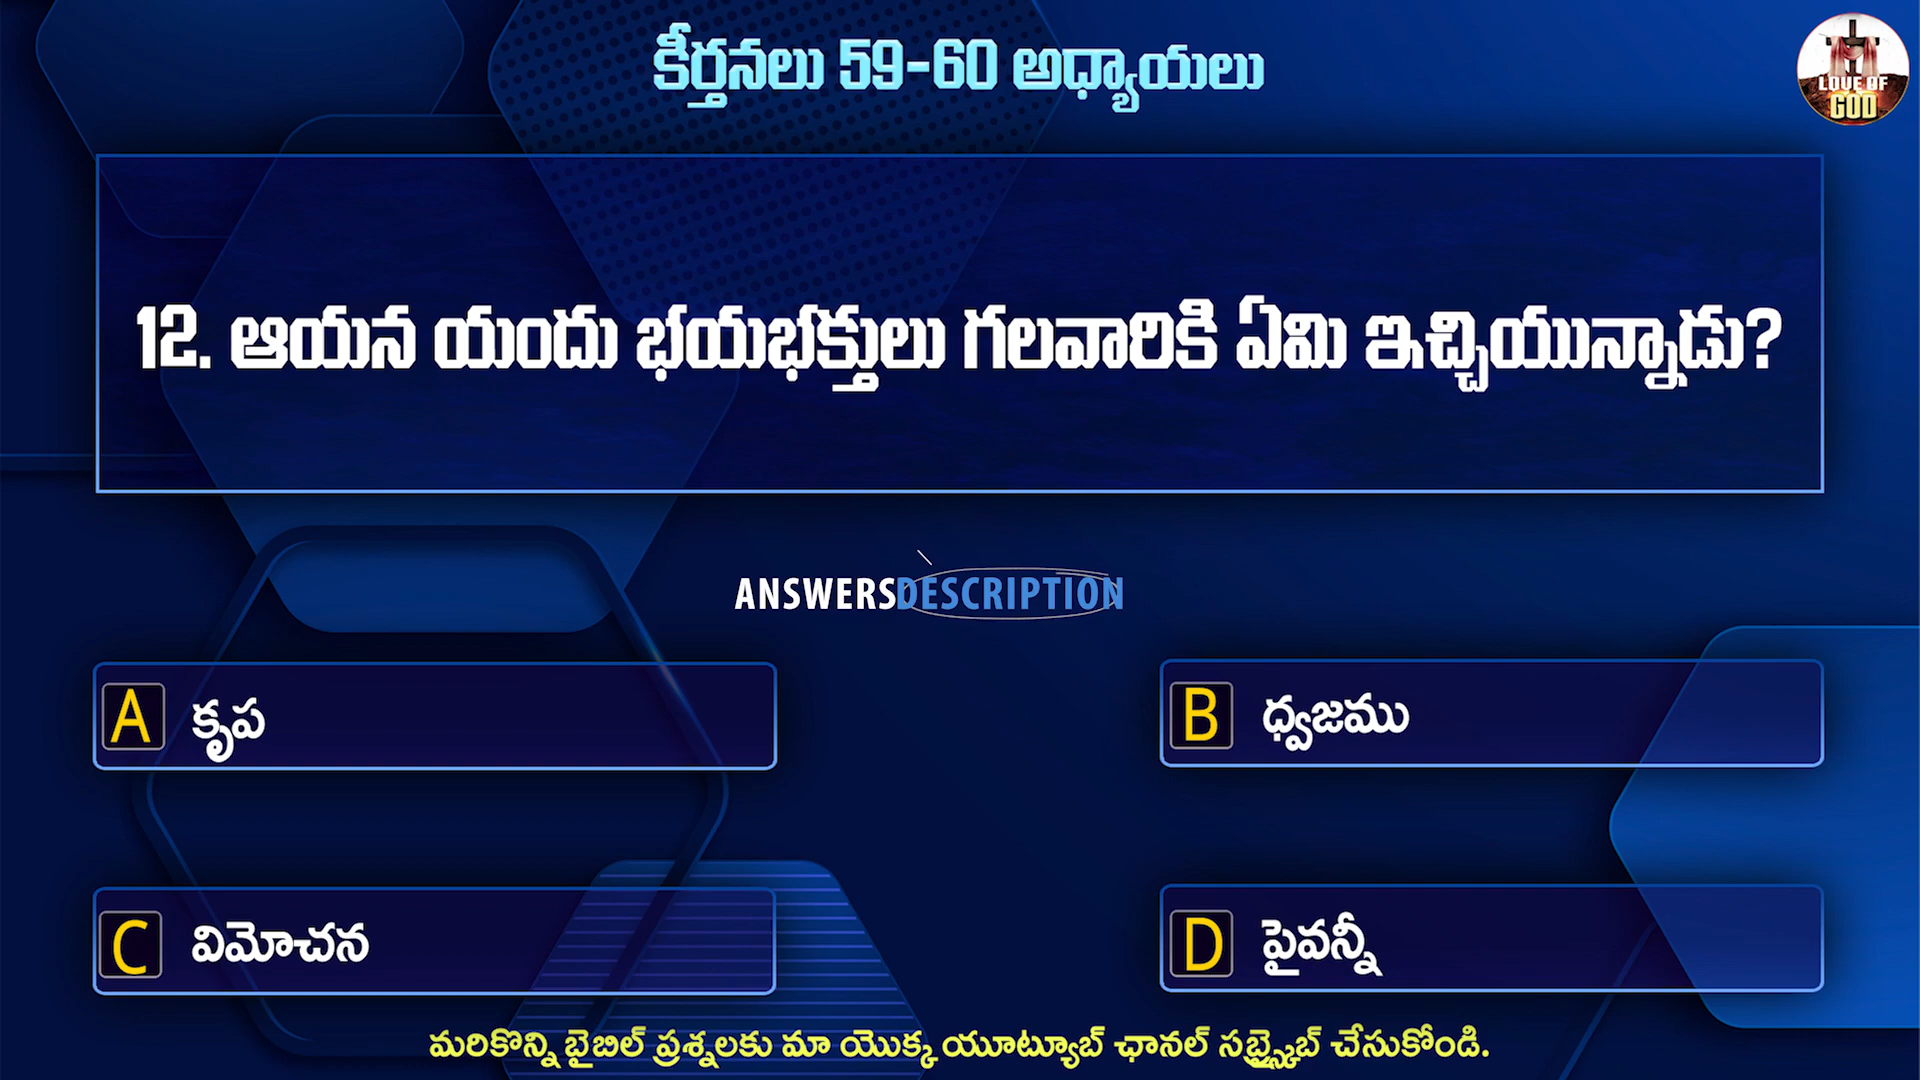 కీర్తనలు 59-60 అధ్యాయలు
LOVE OF
GOD
12. ఆయన యందు భయభక్తులు గలవారికి ఏమి ఇచ్చియున్నాడు?
ANSWERSDESCRIPTION
A కృప
B ధ్వజము
C విమోచన
D పైవన్నీ
మరికొన్ని బైబిల్ ప్రశ్నలకు మా యొక్క యూట్యూబ్ ఛానల్ సబ్స్క్రైబ్ చేసుకోండి.